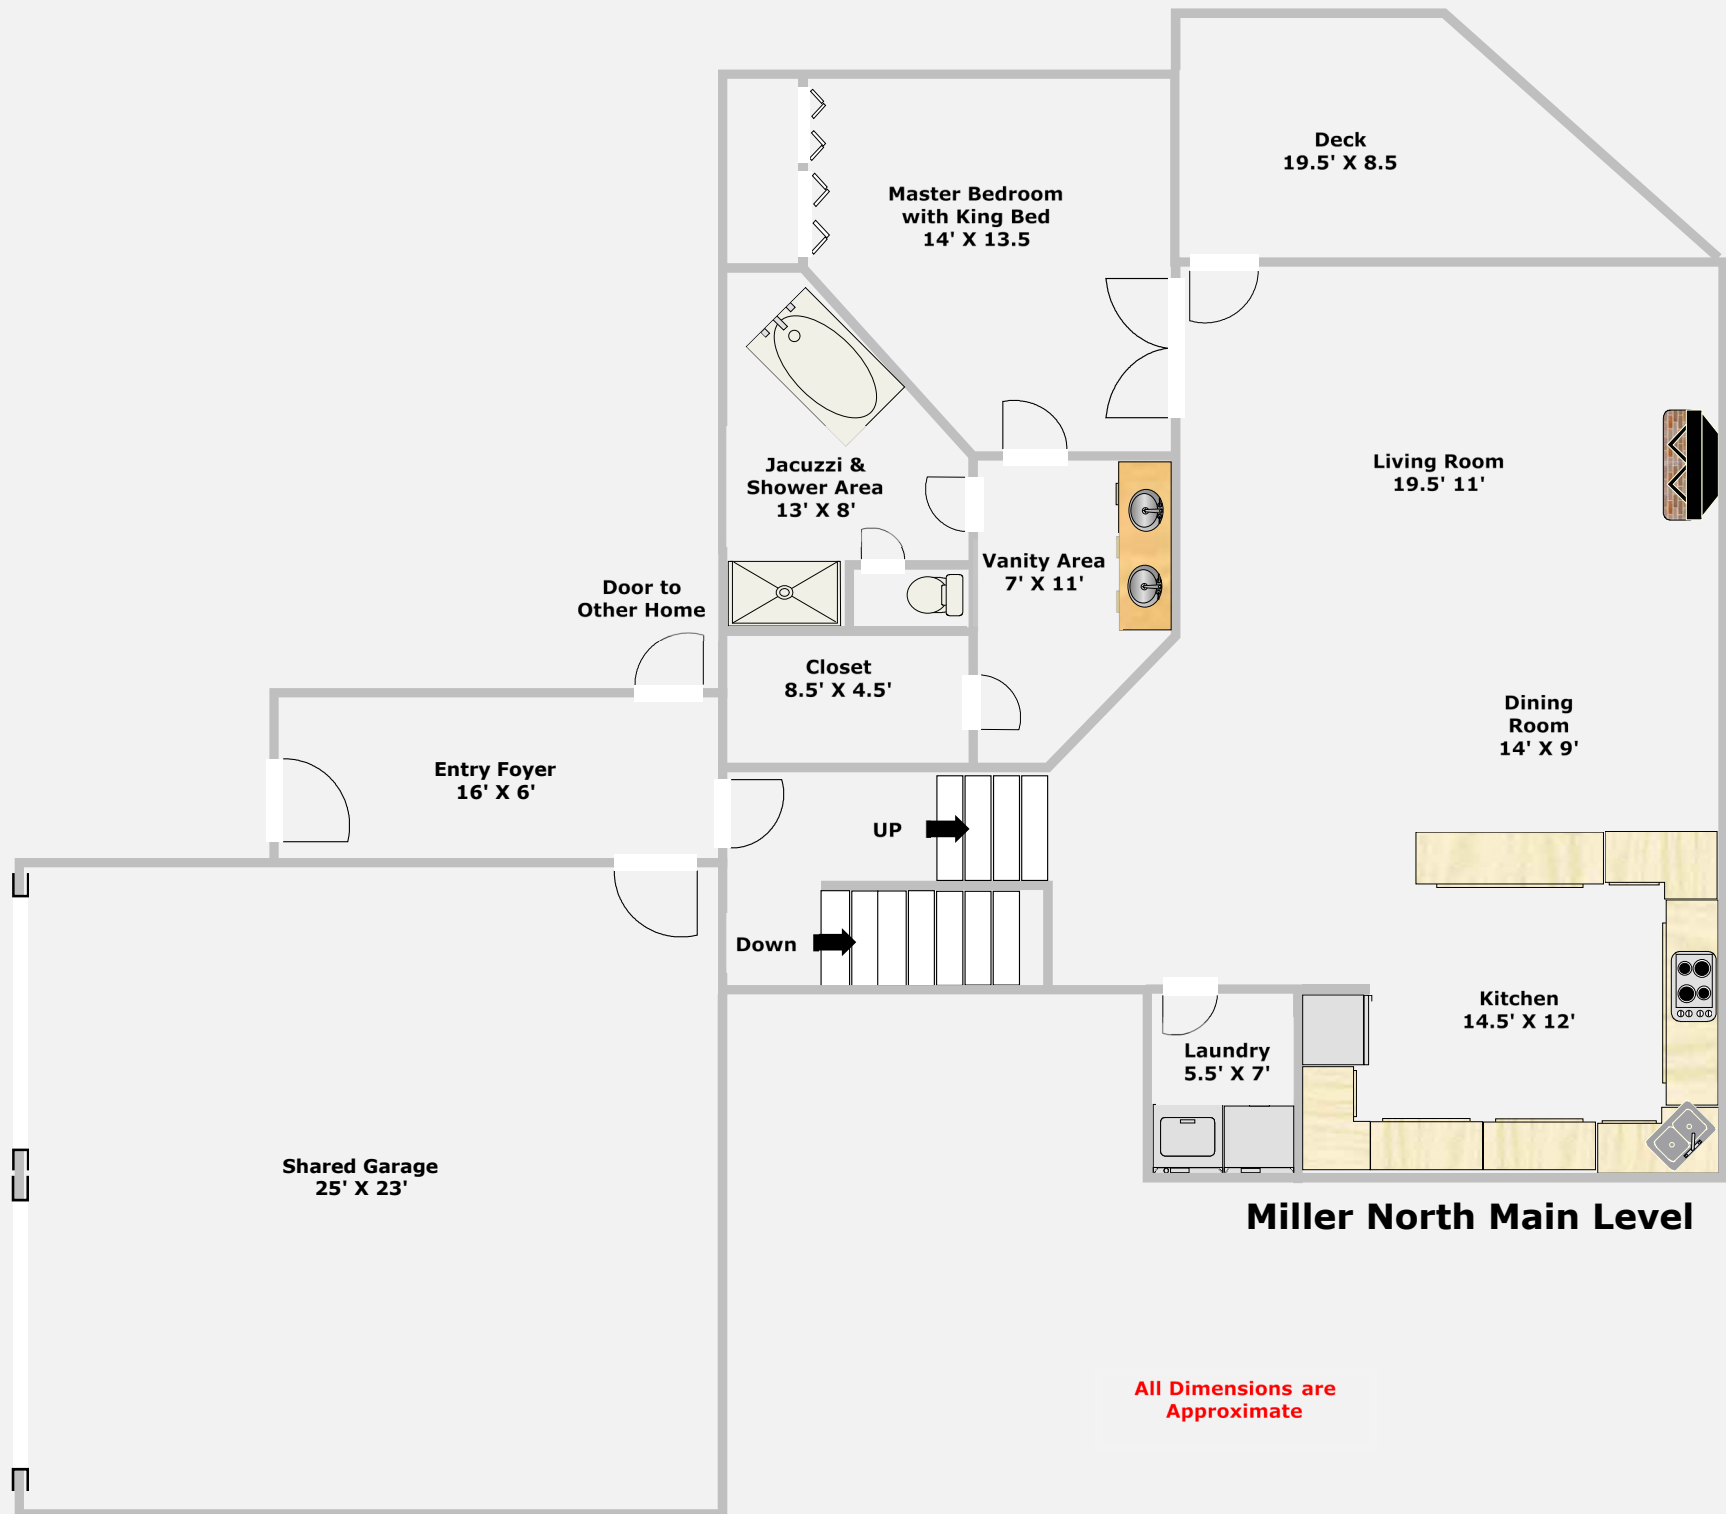 Deck
19.5' X 8.5
Master Bedroom
with King Bed
14' X 13.5
Jacuzzi &
Shower Area
13' X 8'
Living Room
19.5' 11'
Vanity Area
7' X 11'
Door to
Other Home
Closet
8.5' X 4.5'
Dining
Room
14' X 9'
Entry Foyer
16' X 6'
UP
Down
Kitchen
14.5' X 12'
Laundry
5.5' X 7'
Shared Garage
25' X 23'
Miller North Main Level
All Dimensions are
Approximate